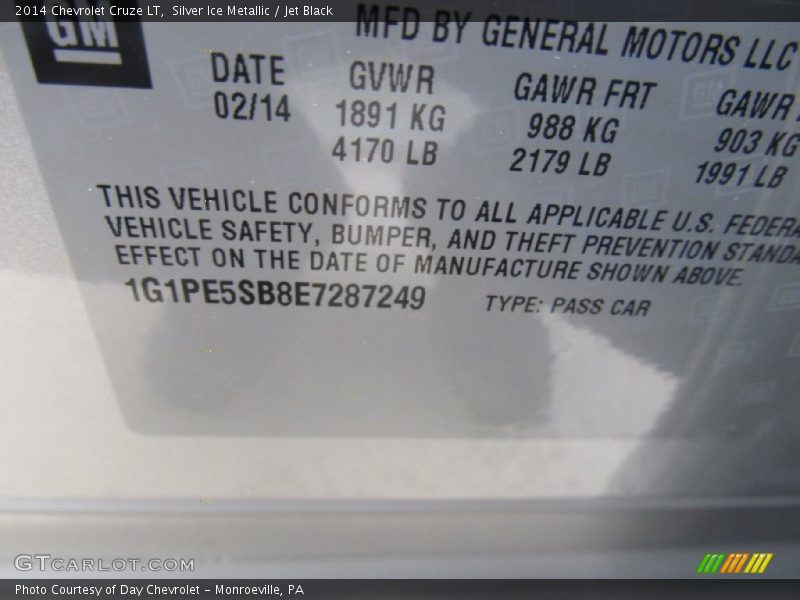 2014 Chevrolet Cruze LT, Silver Ice Metallic / Jet Black
GM
MFD BY GENERAL MOTORS LLC
DATE GVWR GAWR FRT GAWR
02/14 1891 KG 988 KG 903 KG
4170 LB 2179 LB 1991 LB
THIS VEHICLE CONFORMS TO ALL APPLICABLE U.S. FEDERA
VEHICLE SAFETY, BUMPER, AND THEFT PREVENTION STANDA
EFFECT ON THE DATE OF MANUFACTURE SHOWN ABOVE.
1G1PE5SB8E7287249 TYPE: PASS CAR
GTCARLOT.COM
Photo Courtesy of Day Chevrolet – Monroeville, PA